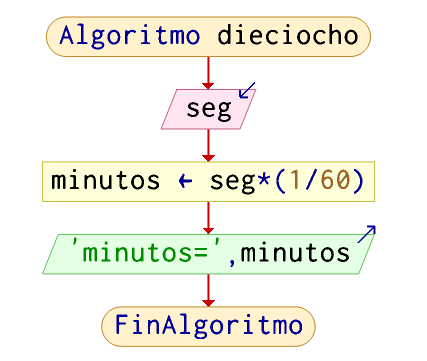 Algoritmo dieciocho
seg
minutos ← seg*(1/60)
'minutos=',minutos
FinAlgoritmo